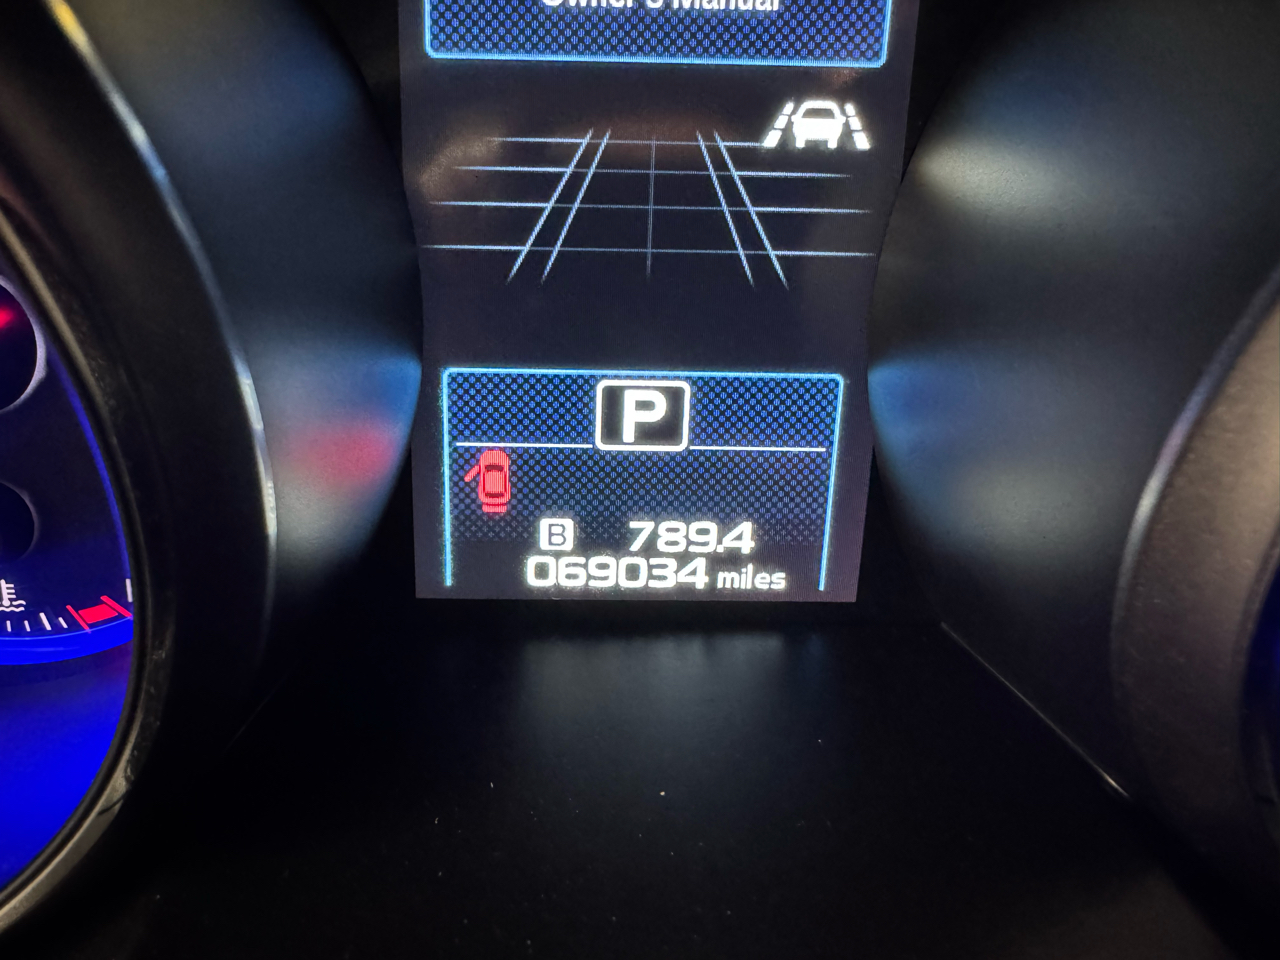 Owner's Manual
P
B 789.4
069034 miles